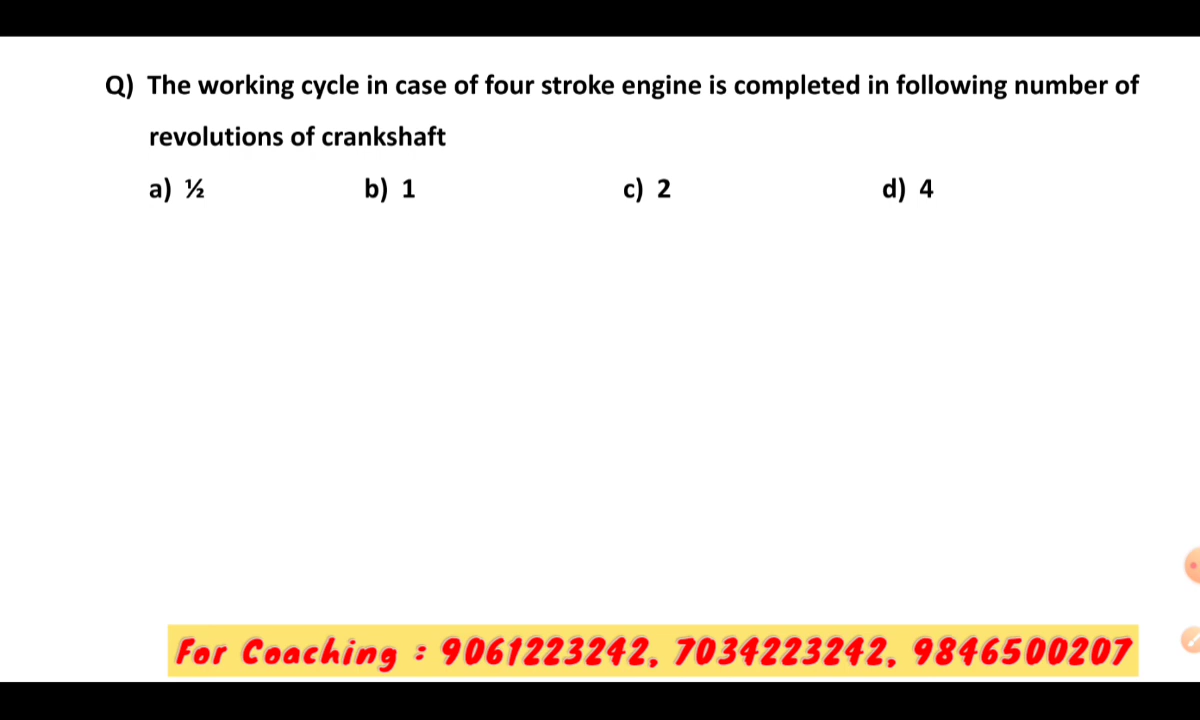 Q) The working cycle in case of four stroke engine is completed in following number of
revolutions of crankshaft
a) ½ b) 1 c) 2 d) 4
For Coaching : 9061223242, 7034223242, 9846500207